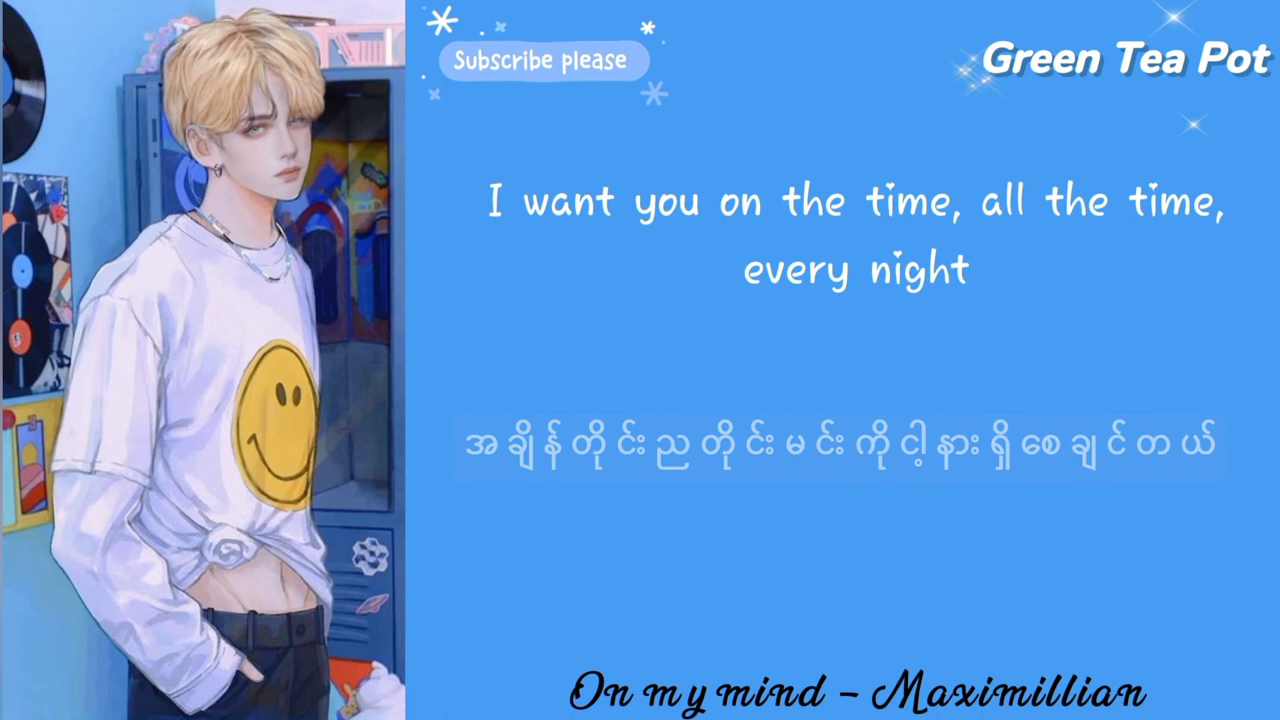 Subscribe please
Green Tea Pot
I want you on the time, all the time,
every night
အချိန်တိုင်းညတိုင်းမင်းကိုငါ့နားရှိစေချင်တယ်
On my mind - Maximillian